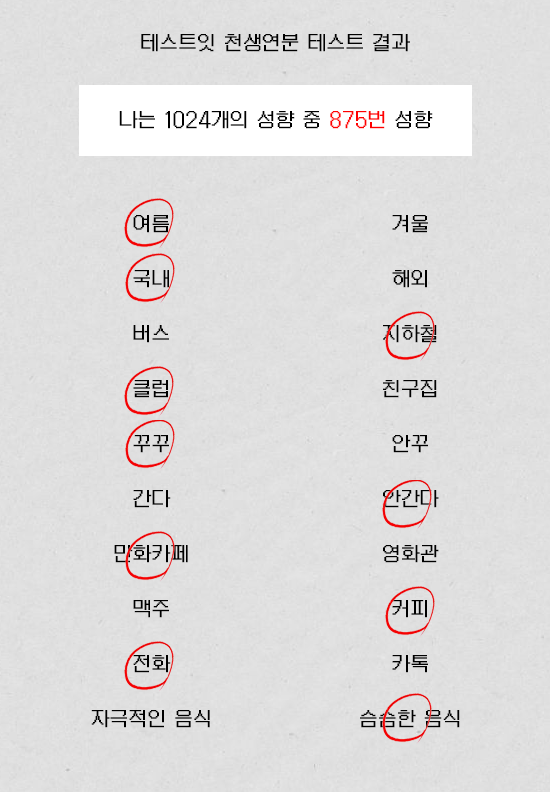 테스트잇 천생연분 테스트 결과
나는 1024개의 성향 중 875번 성향
여름 겨울
국내 해외
버스 지하철
클럽 친구집
꾸꾸 안꾸
간다 안간다
만화카페 영화관
맥주 커피
전화 카톡
자극적인 음식 슴슴한 음식